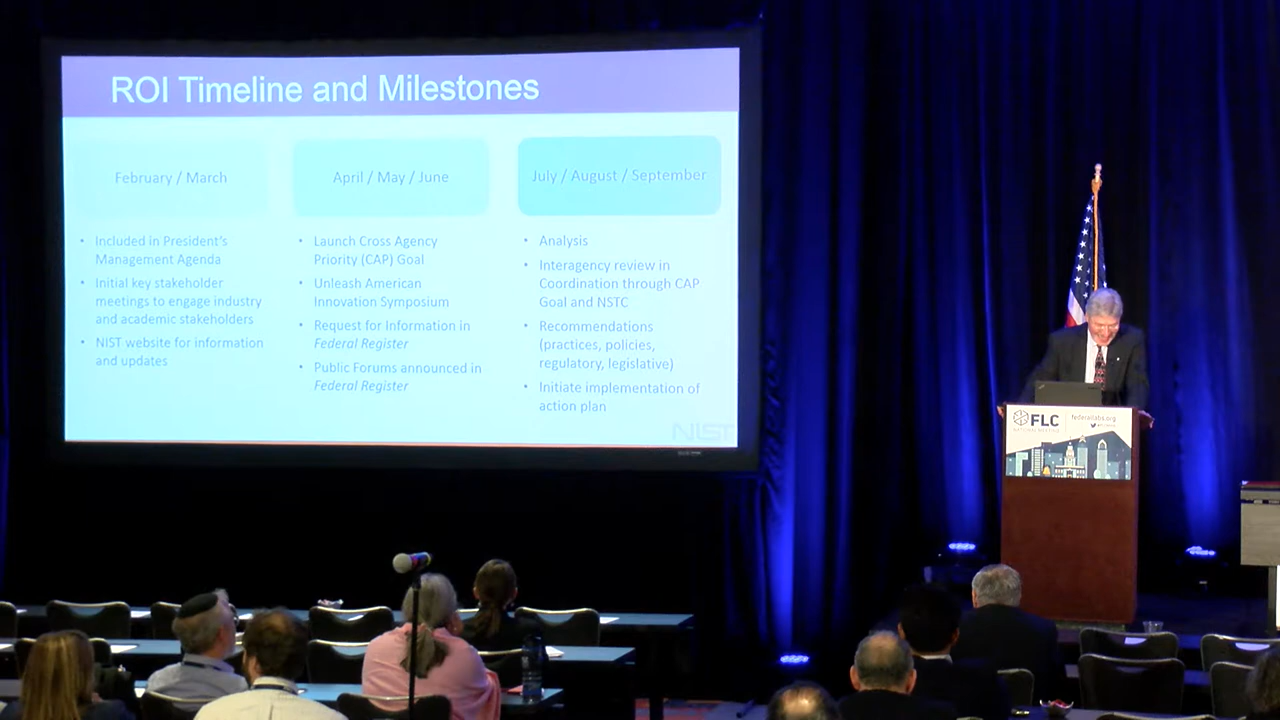 ROI Timeline and Milestones
February / March
• Included in President's
Management Agenda
• Initial key stakeholder
meetings to engage industry
and academic stakeholders
• NIST website for information
and updates
April / May / June
• Launch Cross Agency
Priority (CAP) Goal
• Unleash American
Innovation Symposium
• Request for Information in
Federal Register
• Public Forums announced in
Federal Register
July / August / September
• Analysis
• Interagency review in
Coordination through CAP
Goal and NSTC
• Recommendations
(practices, policies,
regulatory, legislative)
• Initiate implementation of
action plan
NIST
FLC
NATIONAL MEETING
federallabs.org